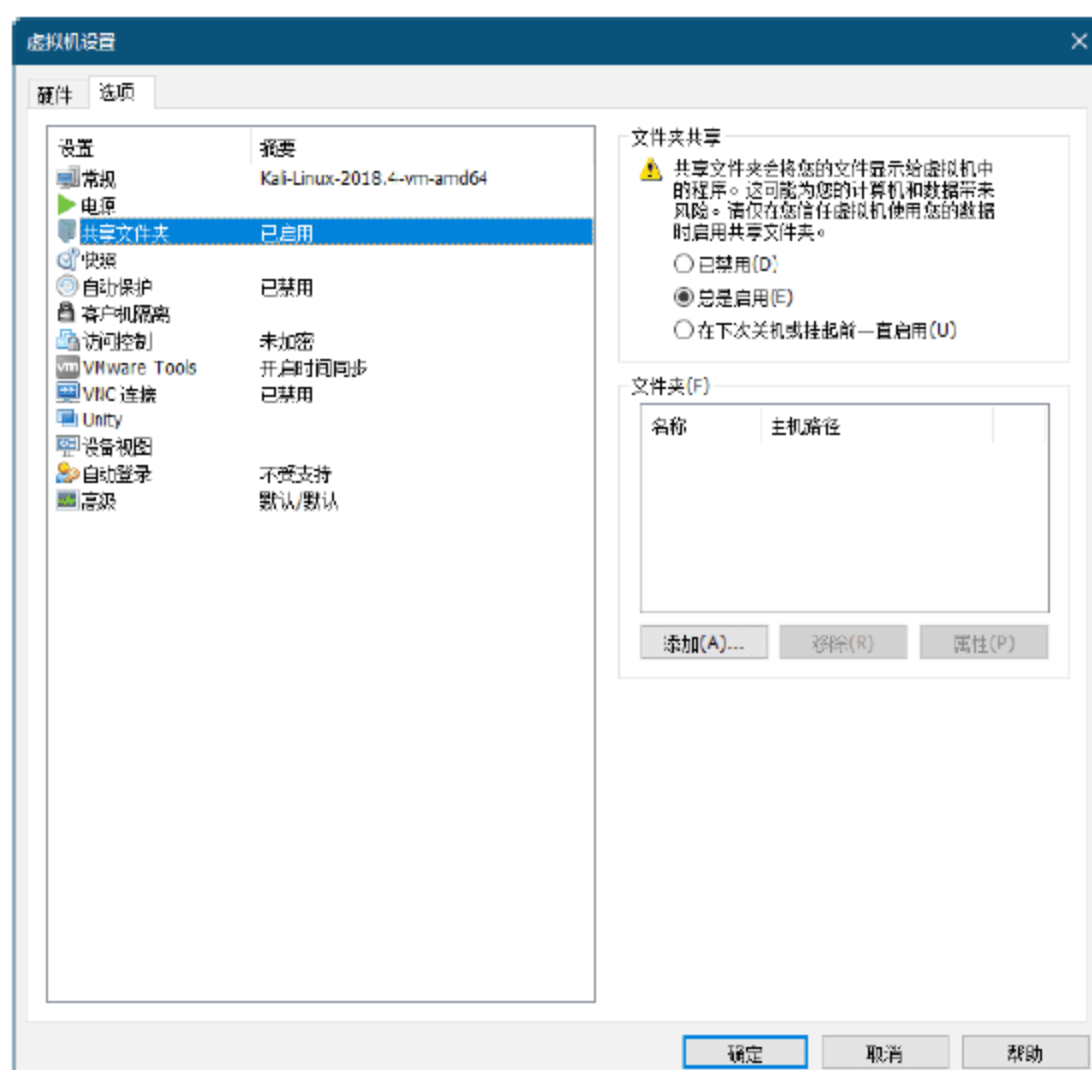 虚拟机设置
硬件 选项
设置 摘要
常规 Kali-Linux-2018.4-vm-amd64
电源
共享文件夹 已启用
快照
自动保护 已禁用
客户机隔离
访问控制 未加密
VMware Tools 开启时间同步
VNC 连接 已禁用
Unity
设备视图
自动登录 不受支持
高级 默认/默认
文件夹共享
共享文件夹会将您的文件显示给虚拟机中
的程序。这可能为您的计算机和数据带来
风险。请仅在您信任虚拟机使用您的数据
时启用共享文件夹。
已禁用(D)
总是启用(E)
在下次关机或挂起前一直启用(U)
文件夹(F)
名称 主机路径
添加(A)... 移除(R) 属性(P)
确定 取消 帮助